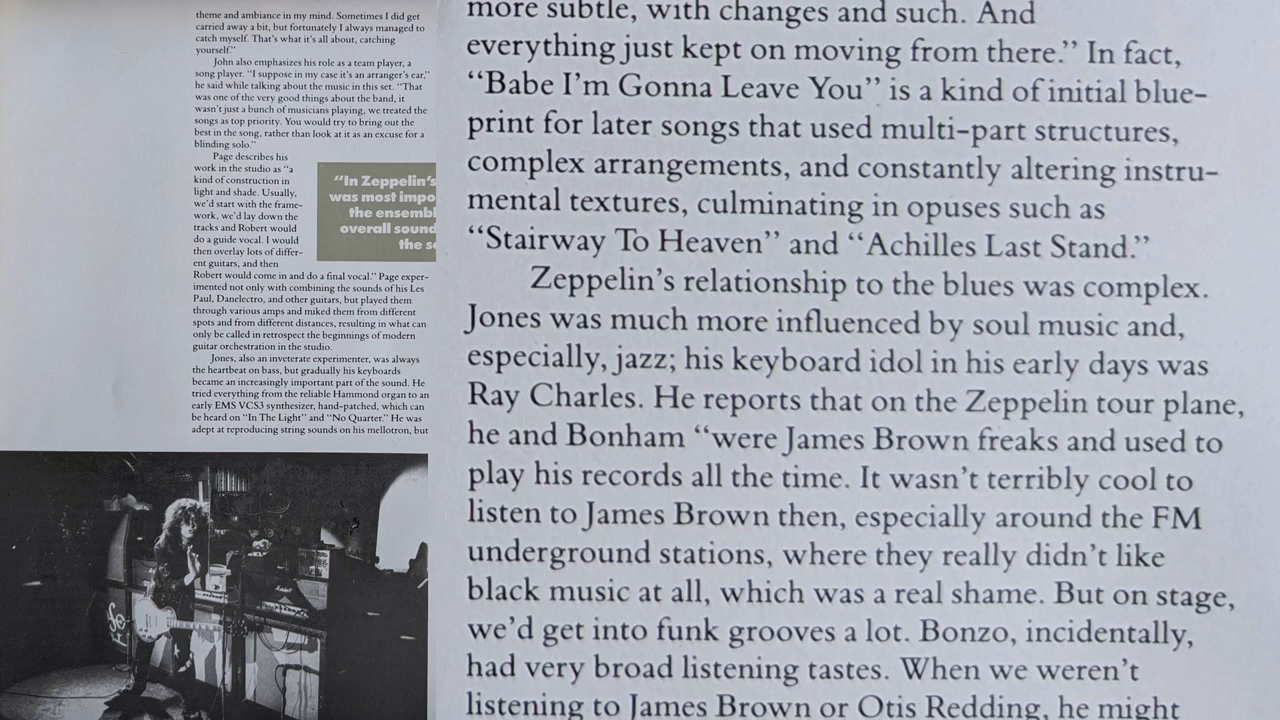 theme and ambiance in my mind. Sometimes I did get
carried away a bit, but fortunately I always managed to
catch myself. That's what it's all about, catching
yourself."
John also emphasizes his role as a team player, a
song player. "I suppose in my case it's an arranger's ear,"
he said while talking about the music in this set. "That
was one of the very good things about the band, it
wasn't just a bunch of musicians playing, we treated the
songs as top priority. You would try to bring out the
best in the song, rather than look at it as an excuse for a
blinding solo."
Page describes his
work in the studio as "a
kind of construction in
light and shade. Usually,
we'd start with the frame-
work, we'd lay down the
tracks and Robert would
do a guide vocal. I would
then overlay lots of differ-
ent guitars, and then
Robert would come in and do a final vocal." Page exper-
imented not only with combining the sounds of his Les
Paul, Danelectro, and other guitars, but played them
through various amps and miked them from different
spots and from different distances, resulting in what can
only be called in retrospect the beginnings of modern
guitar orchestration in the studio.
Jones, also an inveterate experimenter, was always
the heartbeat on bass, but gradually his keyboards
became an increasingly important part of the sound. He
tried everything from the reliable Hammond organ to an
early EMS VCS3 synthesizer, hand-patched, which can
be heard on "In The Light" and "No Quarter." He was
adept at reproducing string sounds on his mellotron, but
"In Zeppelin's
was most impo
the ensembl
overall sound
the s
more subtle, with changes and such. And
everything just kept on moving from there." In fact,
"Babe I'm Gonna Leave You" is a kind of initial blue-
print for later songs that used multi-part structures,
complex arrangements, and constantly altering instru-
mental textures, culminating in opuses such as
"Stairway To Heaven" and "Achilles Last Stand."
Zeppelin's relationship to the blues was complex.
Jones was much more influenced by soul music and,
especially, jazz; his keyboard idol in his early days was
Ray Charles. He reports that on the Zeppelin tour plane,
he and Bonham "were James Brown freaks and used to
play his records all the time. It wasn't terribly cool to
listen to James Brown then, especially around the FM
underground stations, where they really didn't like
black music at all, which was a real shame. But on stage,
we'd get into funk grooves a lot. Bonzo, incidentally,
had very broad listening tastes. When we weren't
listening to James Brown or Otis Redding, he might